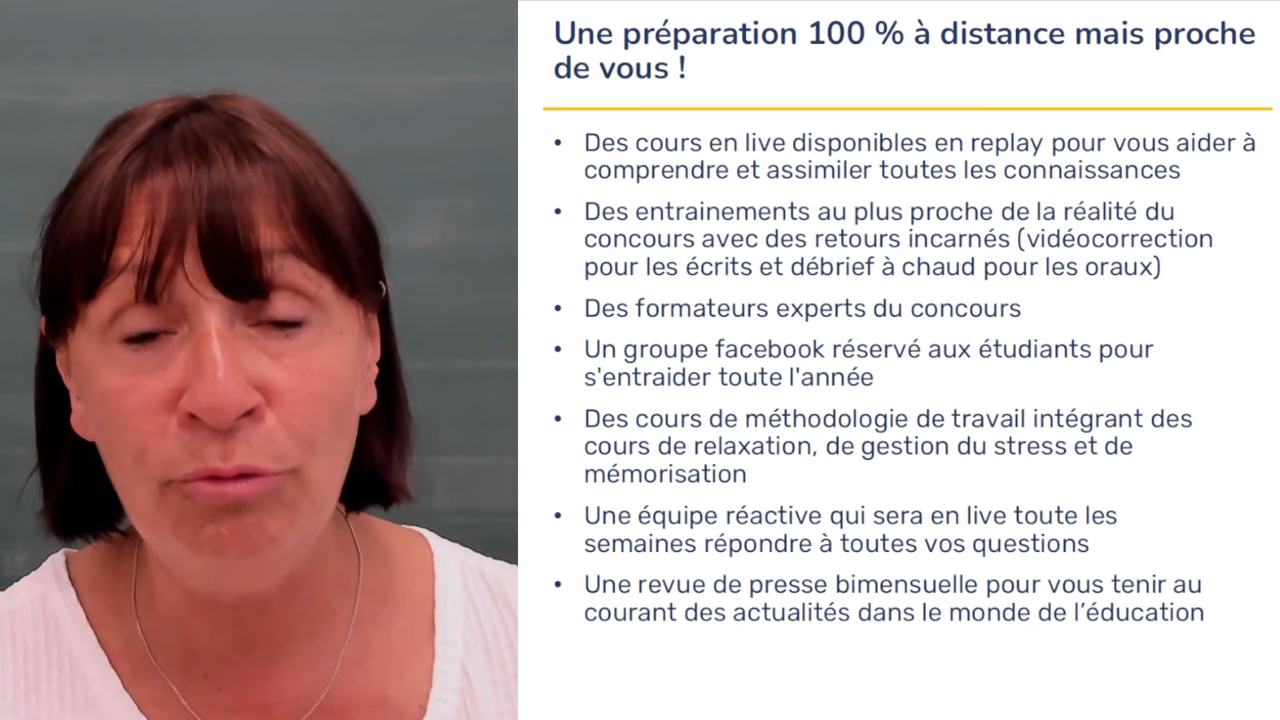 Une préparation 100 % à distance mais proche
de vous !
• Des cours en live disponibles en replay pour vous aider à
comprendre et assimiler toutes les connaissances
• Des entrainements au plus proche de la réalité du
concours avec des retours incarnés (vidéocorrection
pour les écrits et débrief à chaud pour les oraux)
• Des formateurs experts du concours
• Un groupe facebook réservé aux étudiants pour
s'entraider toute l'année
• Des cours de méthodologie de travail intégrant des
cours de relaxation, de gestion du stress et de
mémorisation
• Une équipe réactive qui sera en live toute les
semaines répondre à toutes vos questions
• Une revue de presse bimensuelle pour vous tenir au
courant des actualités dans le monde de l’éducation